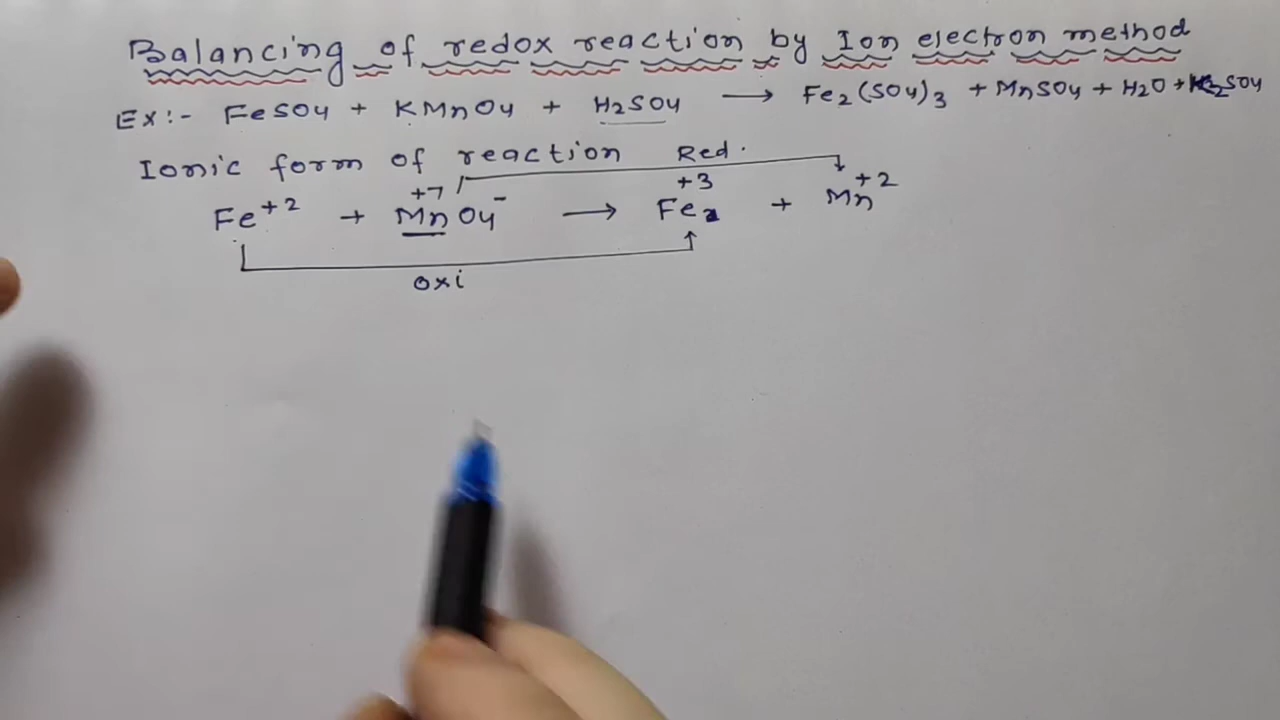 Balancing of redox reaction by Ion electron method
Ex:- FeSO4 + KMnO4 + H2SO4 → Fe2(SO4)3 + MnSO4 + H2O + K2SO4
Ionic form of reaction Red.
+7 +3 +2
Fe+2 + MnO4- → Fe2 + Mn
oxi